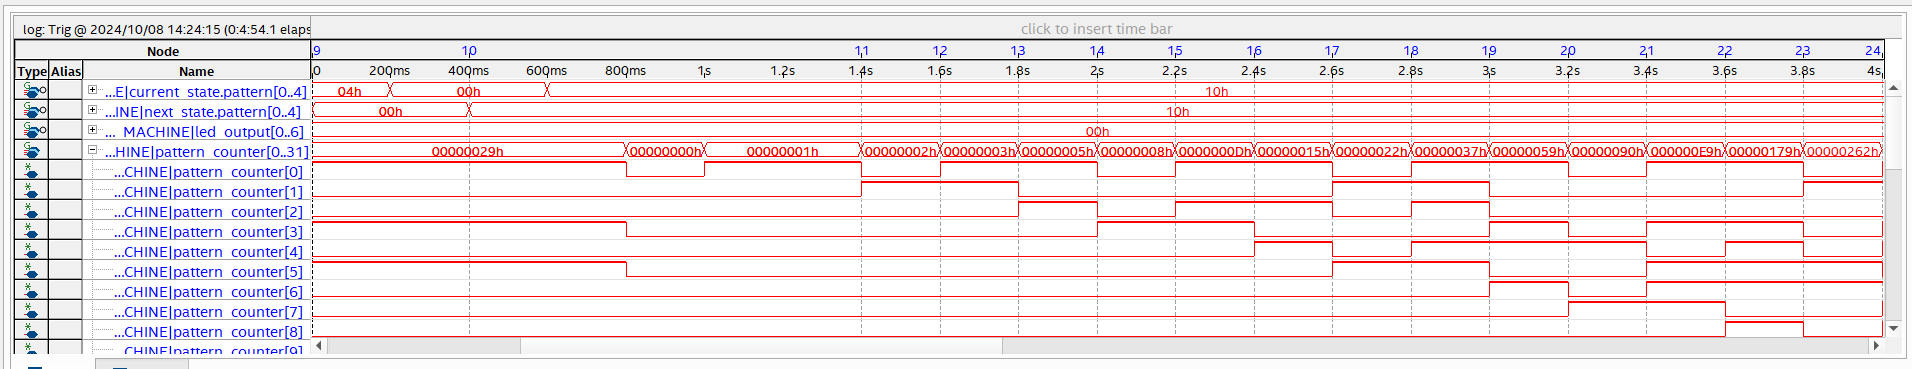 log: Trig @ 2024/10/08 14:24:15 (0:4:54.1 elaps click to insert time bar
Node 9 10 11 12 13 14 15 16 17 18 19 20 21 22 23 24
Type Alias Name 0 200ms 400ms 600ms 800ms 1s 1.2s 1.4s 1.6s 1.8s 2s 2.2s 2.4s 2.6s 2.8s 3s 3.2s 3.4s 3.6s 3.8s 4s
...E|current_state.pattern[0..4] 04h 00h 10h
...INE|next_state.pattern[0..4] 00h 10h
..._MACHINE|led_output[0..6] 00h
...HINE|pattern_counter[0..31] 00000029h 00000000h 00000001h 00000002h 00000003h 00000005h 00000008h 0000000Dh 00000015h 00000022h 00000037h 00000059h 00000090h 000000E9h 00000179h 00000262h
...CHINE|pattern_counter[0]
...CHINE|pattern_counter[1]
...CHINE|pattern_counter[2]
...CHINE|pattern_counter[3]
...CHINE|pattern_counter[4]
...CHINE|pattern_counter[5]
...CHINE|pattern_counter[6]
...CHINE|pattern_counter[7]
...CHINE|pattern_counter[8]
...CHINE|pattern_counter[9]